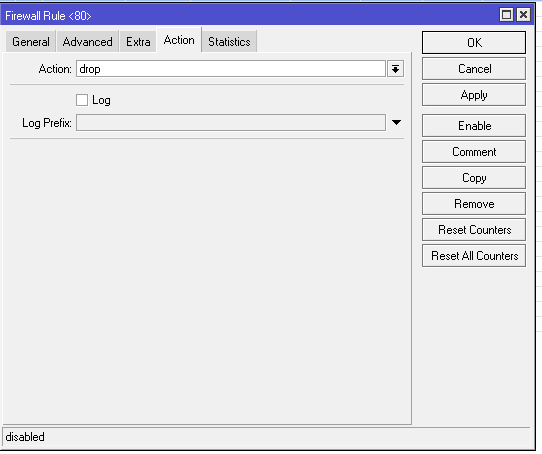 Firewall Rule <80>
General Advanced Extra Action Statistics
Action: drop
Log
Log Prefix:
OK
Cancel
Apply
Enable
Comment
Copy
Remove
Reset Counters
Reset All Counters
disabled